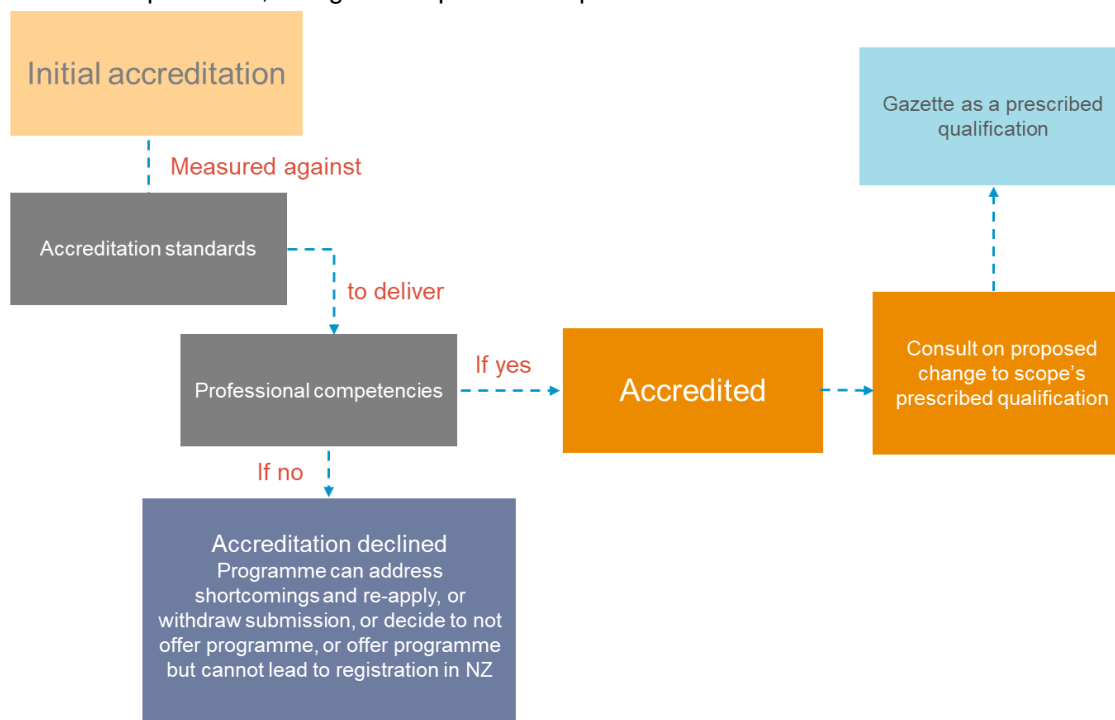 Initial accreditation
Measured against
Accreditation standards
to deliver
Professional competencies
If yes
Accredited
Consult on proposed
change to scope's
prescribed qualification
Gazette as a prescribed
qualification
If no
Accreditation declined
Programme can address
shortcomings and re-apply, or
withdraw submission, or decide to not
offer programme, or offer programme
but cannot lead to registration in NZ